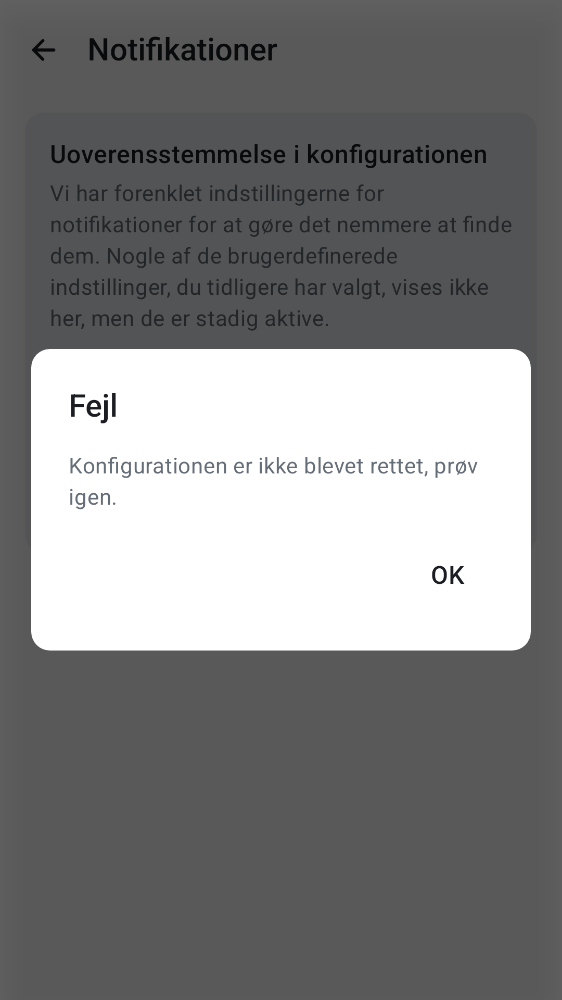 Notifikationer
Uoverensstemmelse i konfigurationen
Vi har forenklet indstillingerne for
notifikationer for at gøre det nemmere at finde
dem. Nogle af de brugerdefinerede
indstillinger, du tidligere har valgt, vises ikke
her, men de er stadig aktive.
Fejl
Konfigurationen er ikke blevet rettet, prøv
igen.
OK